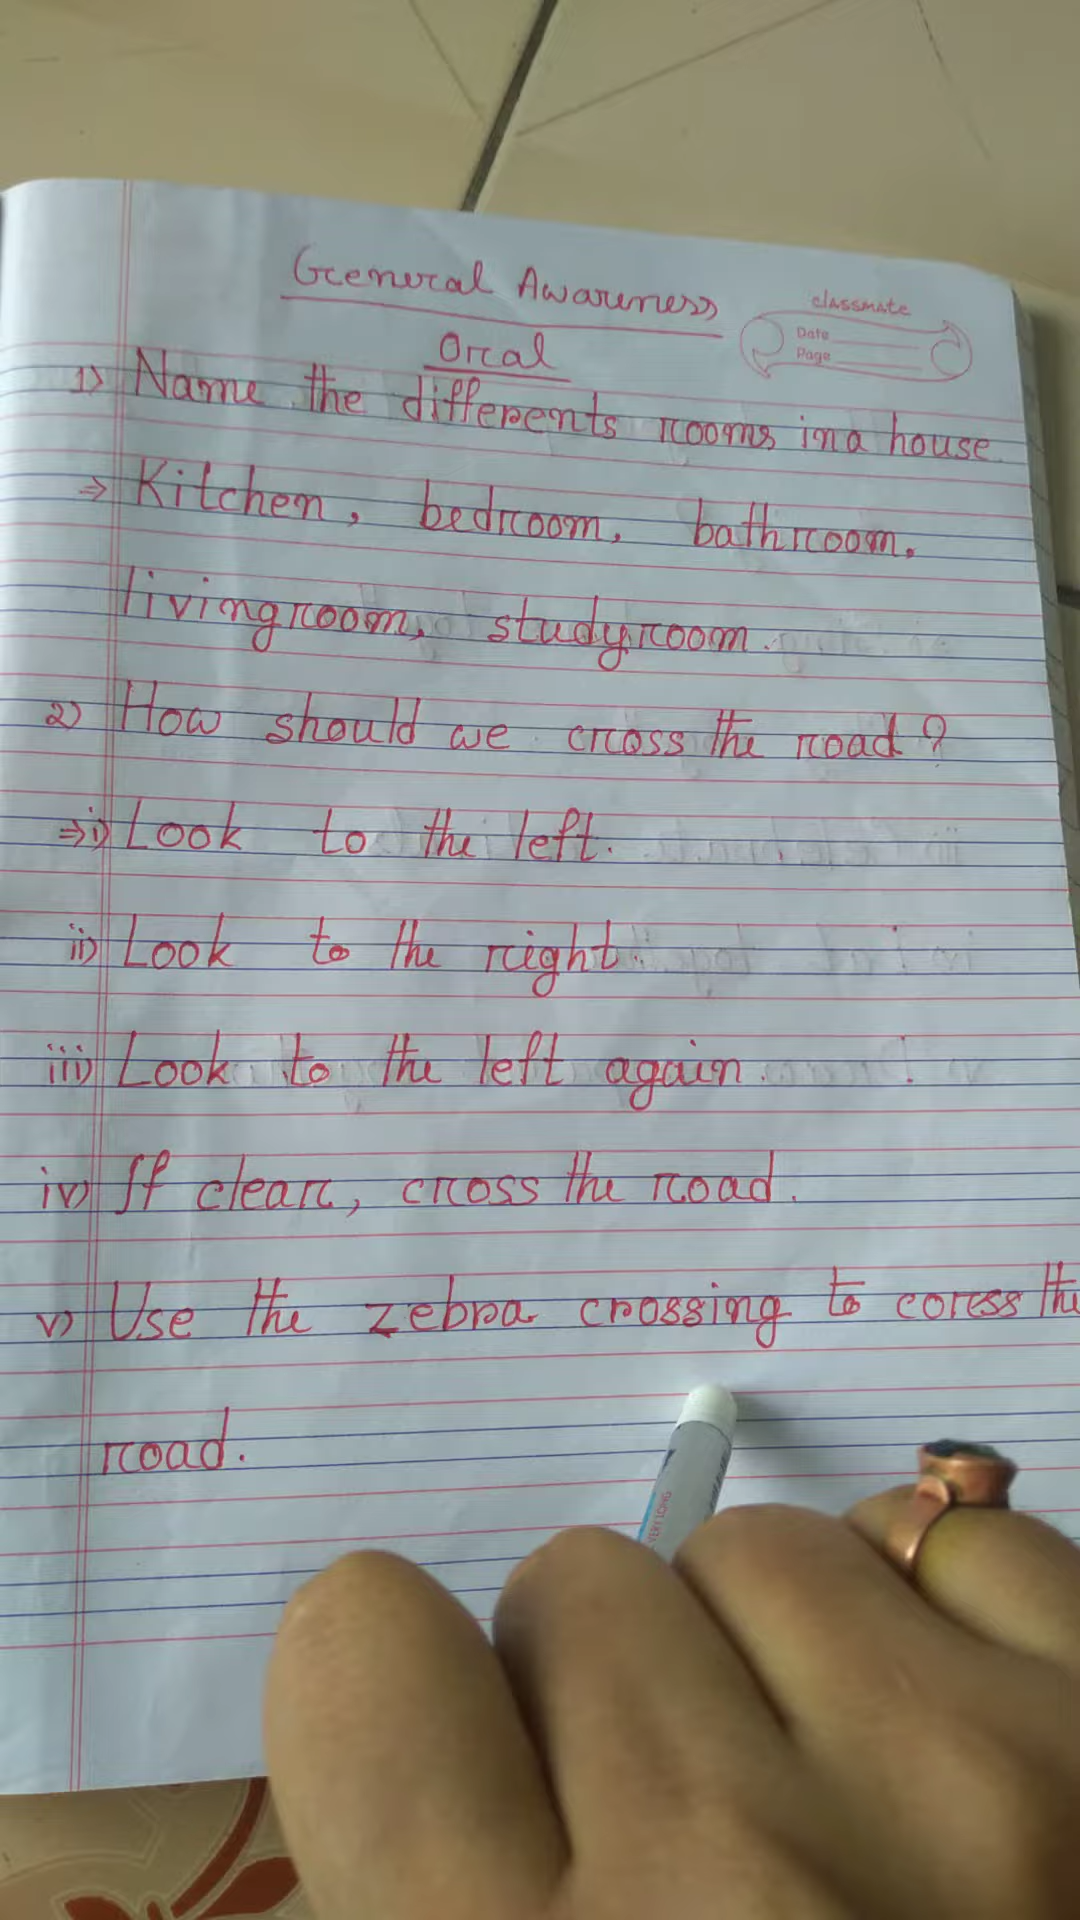 General Awareness
classmate
Date
Page
Oral
1) Name the differents rooms in a house
⇒ Kitchen, bedroom, bathroom,
livingroom, studyroom.
2) How should we cross the road?
⇒ i) Look to the left.
ii) Look to the right.
iii) Look to the left again.
iv) If clear, cross the road.
v) Use the zebra crossing to coress the
road.
VERY LONG